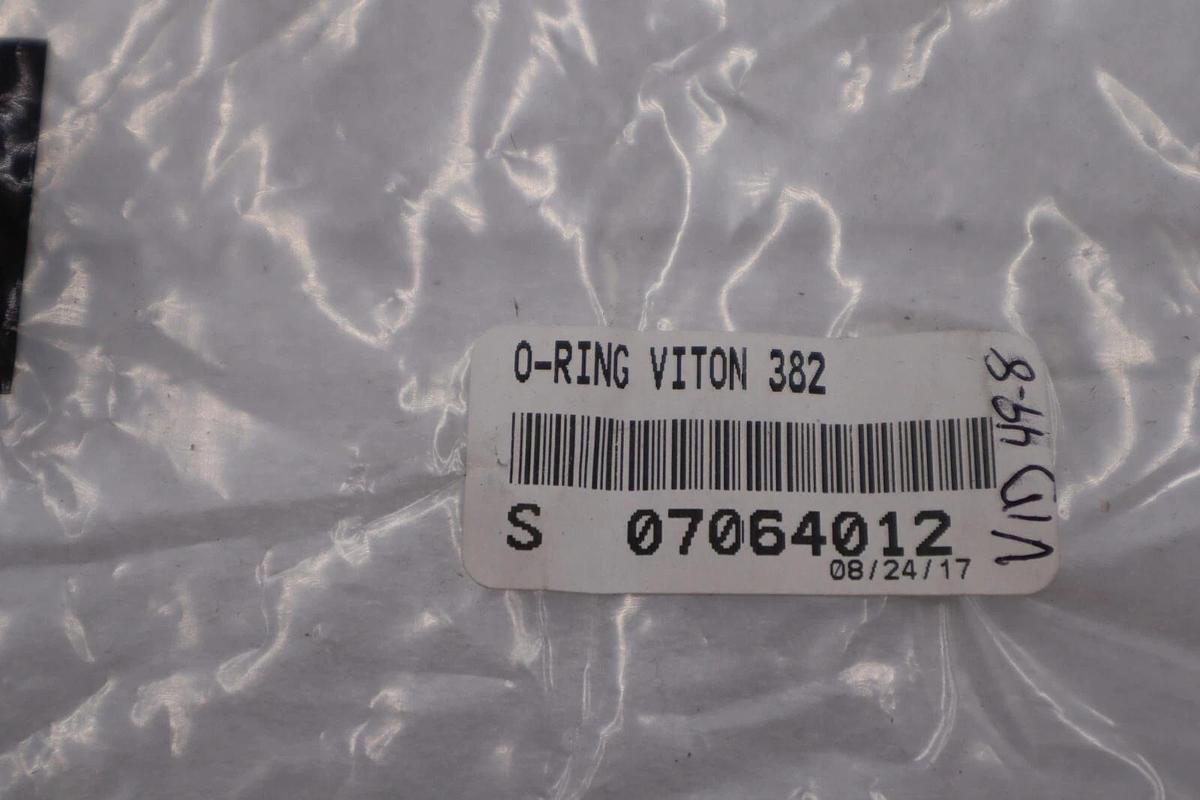 O-RING VITON 382
S 07064012
08/24/17
VID 49-8